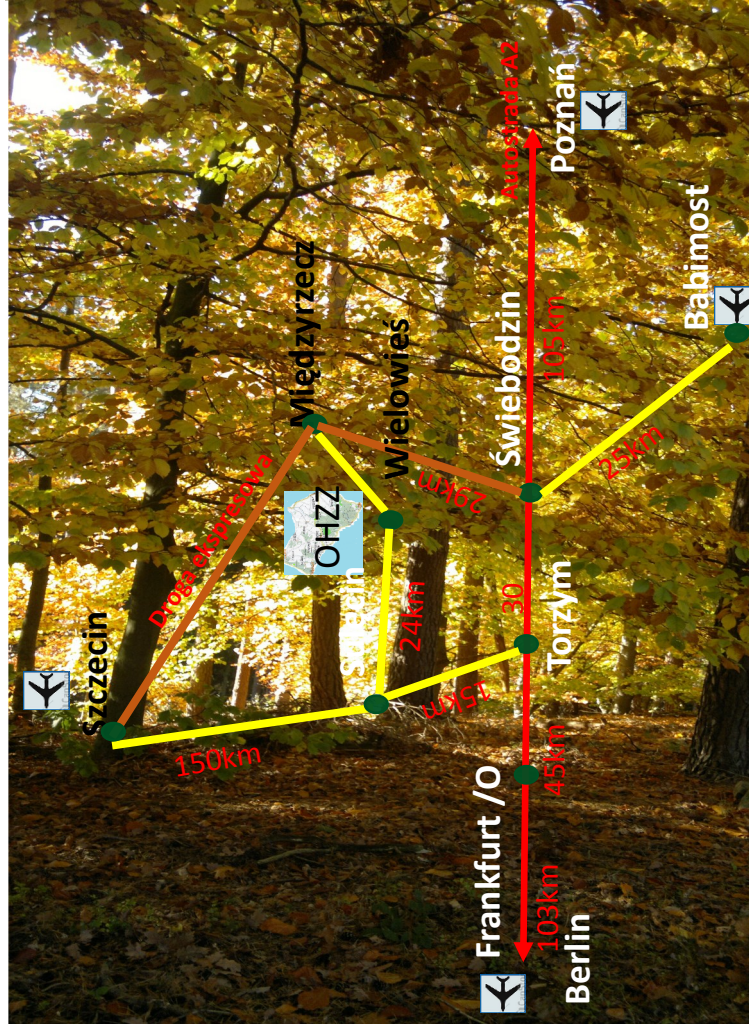 Szczecin
Droga ekspresowa
150km
Międzyrzecz
OHZZ
Wielowieś
24km
29km
15km
Frankfurt /O
30
Świebodzin
Autostrada A2
103km
45km
105km
Torzym
Poznań
Berlin
25km
Babimost